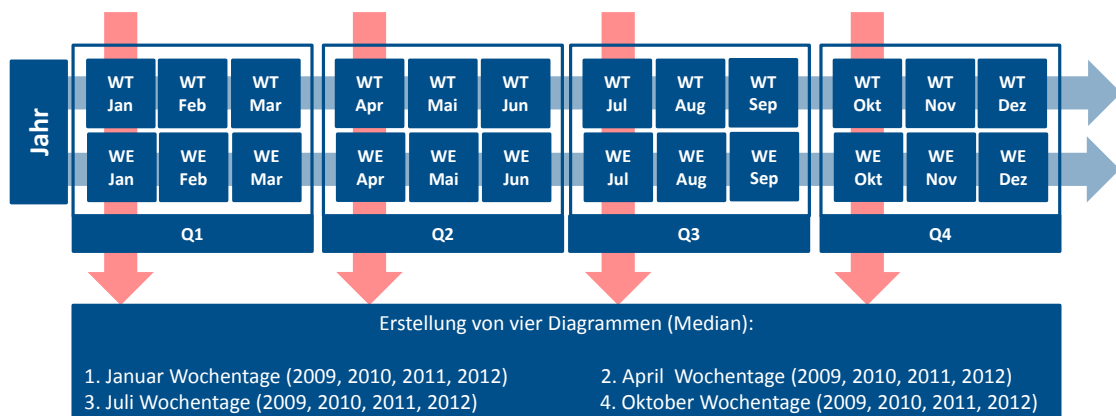 Jahr
WT WT WT WT WT WT WT WT WT WT WT WT
Jan Feb Mar Apr Mai Jun Jul Aug Sep Okt Nov Dez
WE WE WE WE WE WE WE WE WE WE WE WE
Jan Feb Mar Apr Mai Jun Jul Aug Sep Okt Nov Dez
Q1 Q2 Q3 Q4
Erstellung von vier Diagrammen (Median):
1. Januar Wochentage (2009, 2010, 2011, 2012) 2. April Wochentage (2009, 2010, 2011, 2012)
3. Juli Wochentage (2009, 2010, 2011, 2012) 4. Oktober Wochentage (2009, 2010, 2011, 2012)